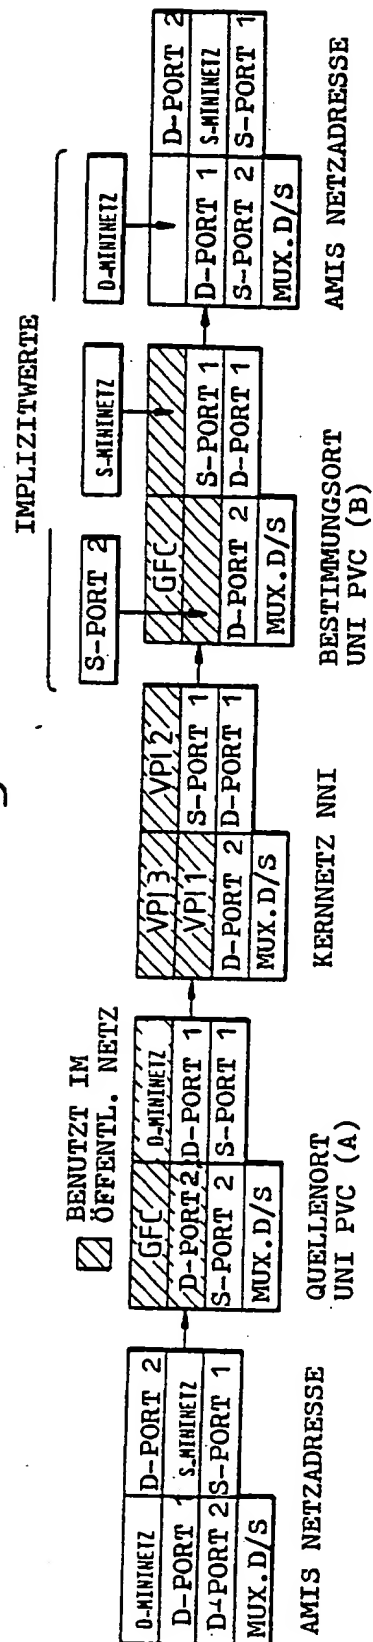 IMPLIZITWERTE
BENUTZT IM
ÖFFENTL. NETZ
D-MININETZ D-PORT 2
D-PORT 1 S-MININETZ
D-PORT 2 S-PORT 1
MUX.D/S
AMIS NETZADRESSE
GFC D-MININETZ
D-PORT 2 D-PORT 1
S-PORT 2 S-PORT 1
MUX.D/S
QUELLENORT
UNI PVC (A)
VPI 3 VPI 2
VPI 1 S-PORT 1
D-PORT 2 D-PORT 1
MUX.D/S
KERNNETZ NNI
S-PORT 2
S-MININETZ
GFC
S-PORT 1
D-PORT 2 D-PORT 1
MUX.D/S
BESTIMMUNGSORT
UNI PVC (B)
D-MININETZ
D-PORT 2
D-PORT 1 S-MININETZ
S-PORT 2 S-PORT 1
MUX.D/S
AMIS NETZADRESSE